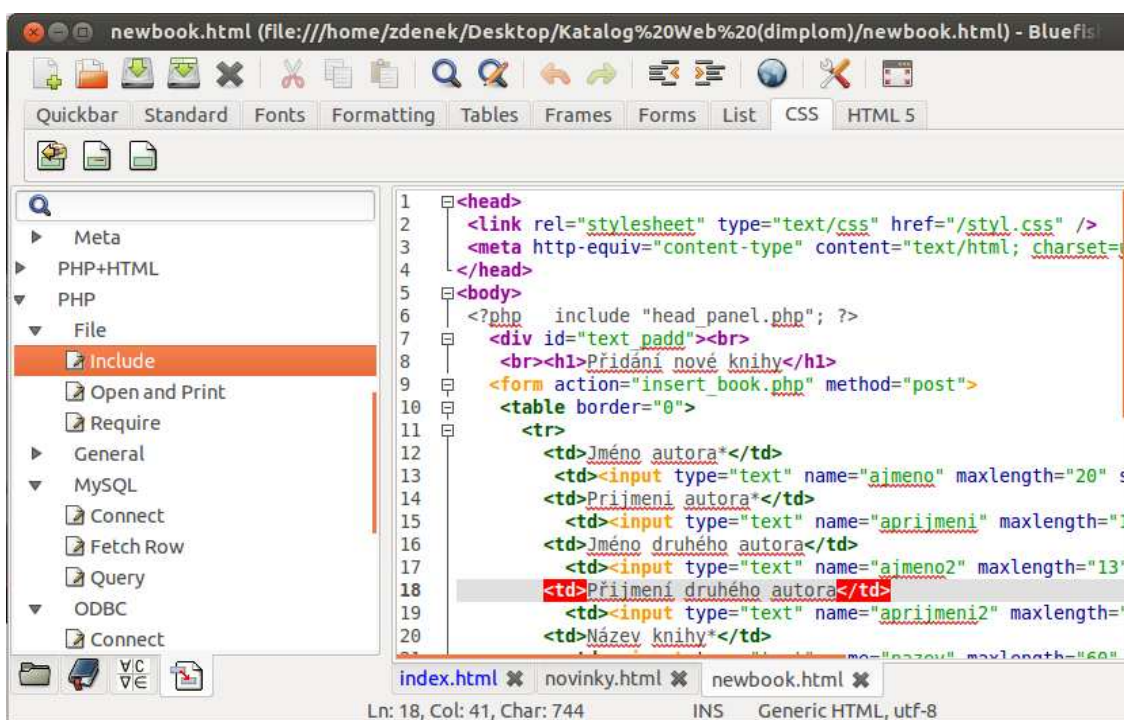 newbook.html (file:///home/zdenek/Desktop/Katalog%20Web%20(dimplom)/newbook.html) - Bluefis
Quickbar Standard Fonts Formatting Tables Frames Forms List CSS HTML 5
Meta
PHP+HTML
PHP
File
Include
Open and Print
Require
General
MySQL
Connect
Fetch Row
Query
ODBC
Connect
1 <head>
2 <link rel="stylesheet" type="text/css" href="/styl.css" />
3 <meta http-equiv="content-type" content="text/html; charset=
4 </head>
5 <body>
6 <?php include "head_panel.php"; ?>
7 <div id="text_padd"><br>
8 <br><h1>Přidání nové knihy</h1>
9 <form action="insert_book.php" method="post">
10 <table border="0">
11 <tr>
12 <td>Jméno autora*</td>
13 <td><input type="text" name="ajmeno" maxlength="20" s
14 <td>Prijmeni autora*</td>
15 <td><input type="text" name="aprijmeni" maxlength="1
16 <td>Jméno druhého autora</td>
17 <td><input type="text" name="ajmeno2" maxlength="13"
18 <td>Přijmení druhého autora</td>
19 <td><input type="text" name="aprijmeni2" maxlength="
20 <td>Název knihy*</td>
index.html novinky.html newbook.html
Ln: 18, Col: 41, Char: 744 INS Generic HTML, utf-8